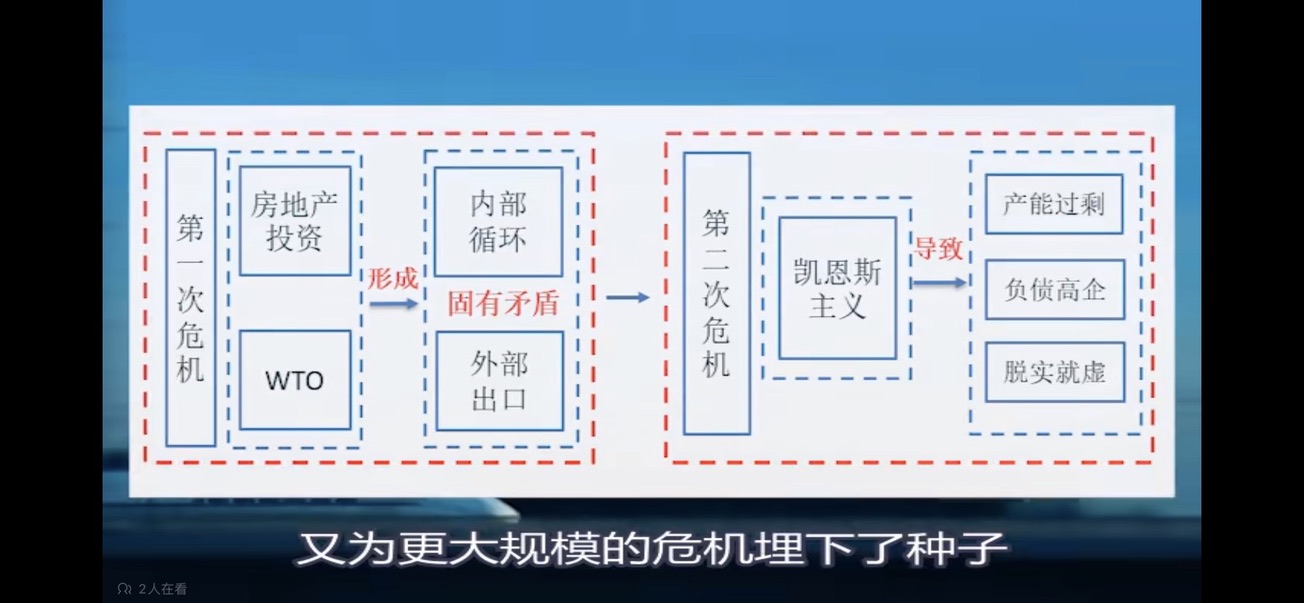 第一次危机
房地产
投资
WTO
形成
内部
循环
固有矛盾
外部
出口
第二次危机
凯恩斯
主义
导致
产能过剩
负债高企
脱实就虚
又为更大规模的危机埋下了种子
2人在看